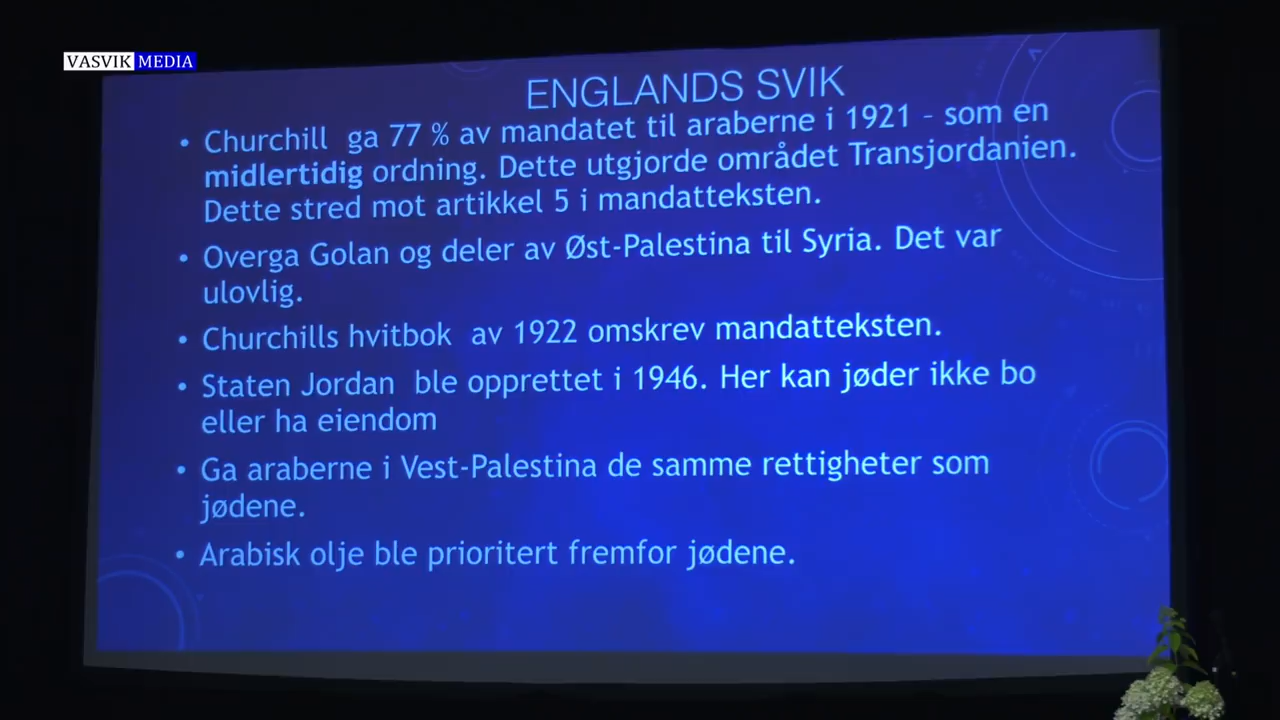 VASVIK MEDIA
ENGLANDS SVIK
• Churchill ga 77 % av mandatet til araberne i 1921 – som en
midlertidig ordning. Dette utgjorde området Transjordanien.
Dette stred mot artikkel 5 i mandatteksten.
• Overga Golan og deler av Øst-Palestina til Syria. Det var
ulovlig.
• Churchills hvitbok av 1922 omskrev mandatteksten.
• Staten Jordan ble opprettet i 1946. Her kan jøder ikke bo
eller ha eiendom
• Ga araberne i Vest-Palestina de samme rettigheter som
jødene.
• Arabisk olje ble prioritert fremfor jødene.